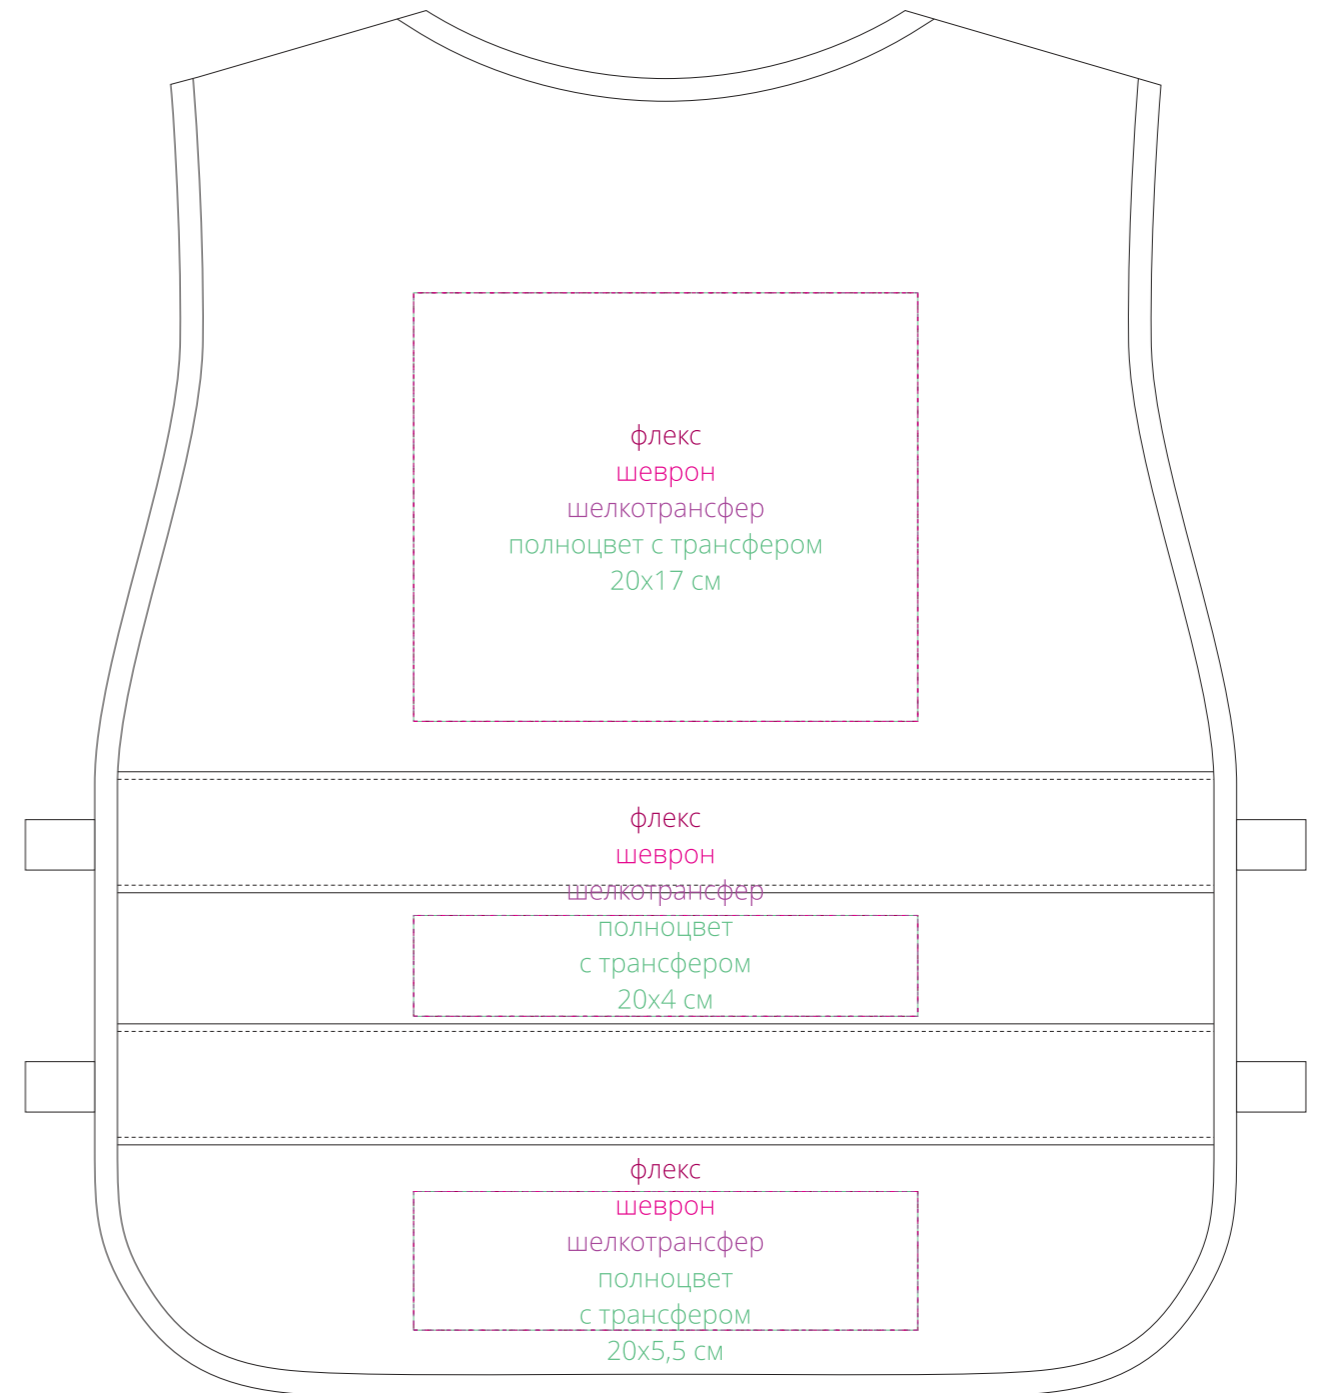 флекс
шеврон
шелкотрансфер
полноцвет с трансфером
20х17 см
флекс
шеврон
шелкотрансфер
полноцвет
с трансфером
20х4 см
флекс
шеврон
шелкотрансфер
полноцвет
с трансфером
20х5,5 см